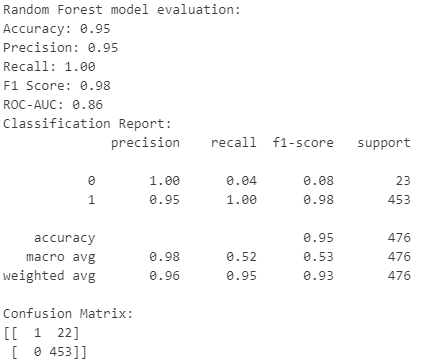 Random Forest model evaluation:
Accuracy: 0.95
Precision: 0.95
Recall: 1.00
F1 Score: 0.98
ROC-AUC: 0.86
Classification Report:
              precision    recall  f1-score   support

           0       1.00      0.04      0.08        23
           1       0.95      1.00      0.98       453

    accuracy                           0.95       476
   macro avg       0.98      0.52      0.53       476
weighted avg       0.96      0.95      0.93       476

Confusion Matrix:
[[  1  22]
 [  0 453]]